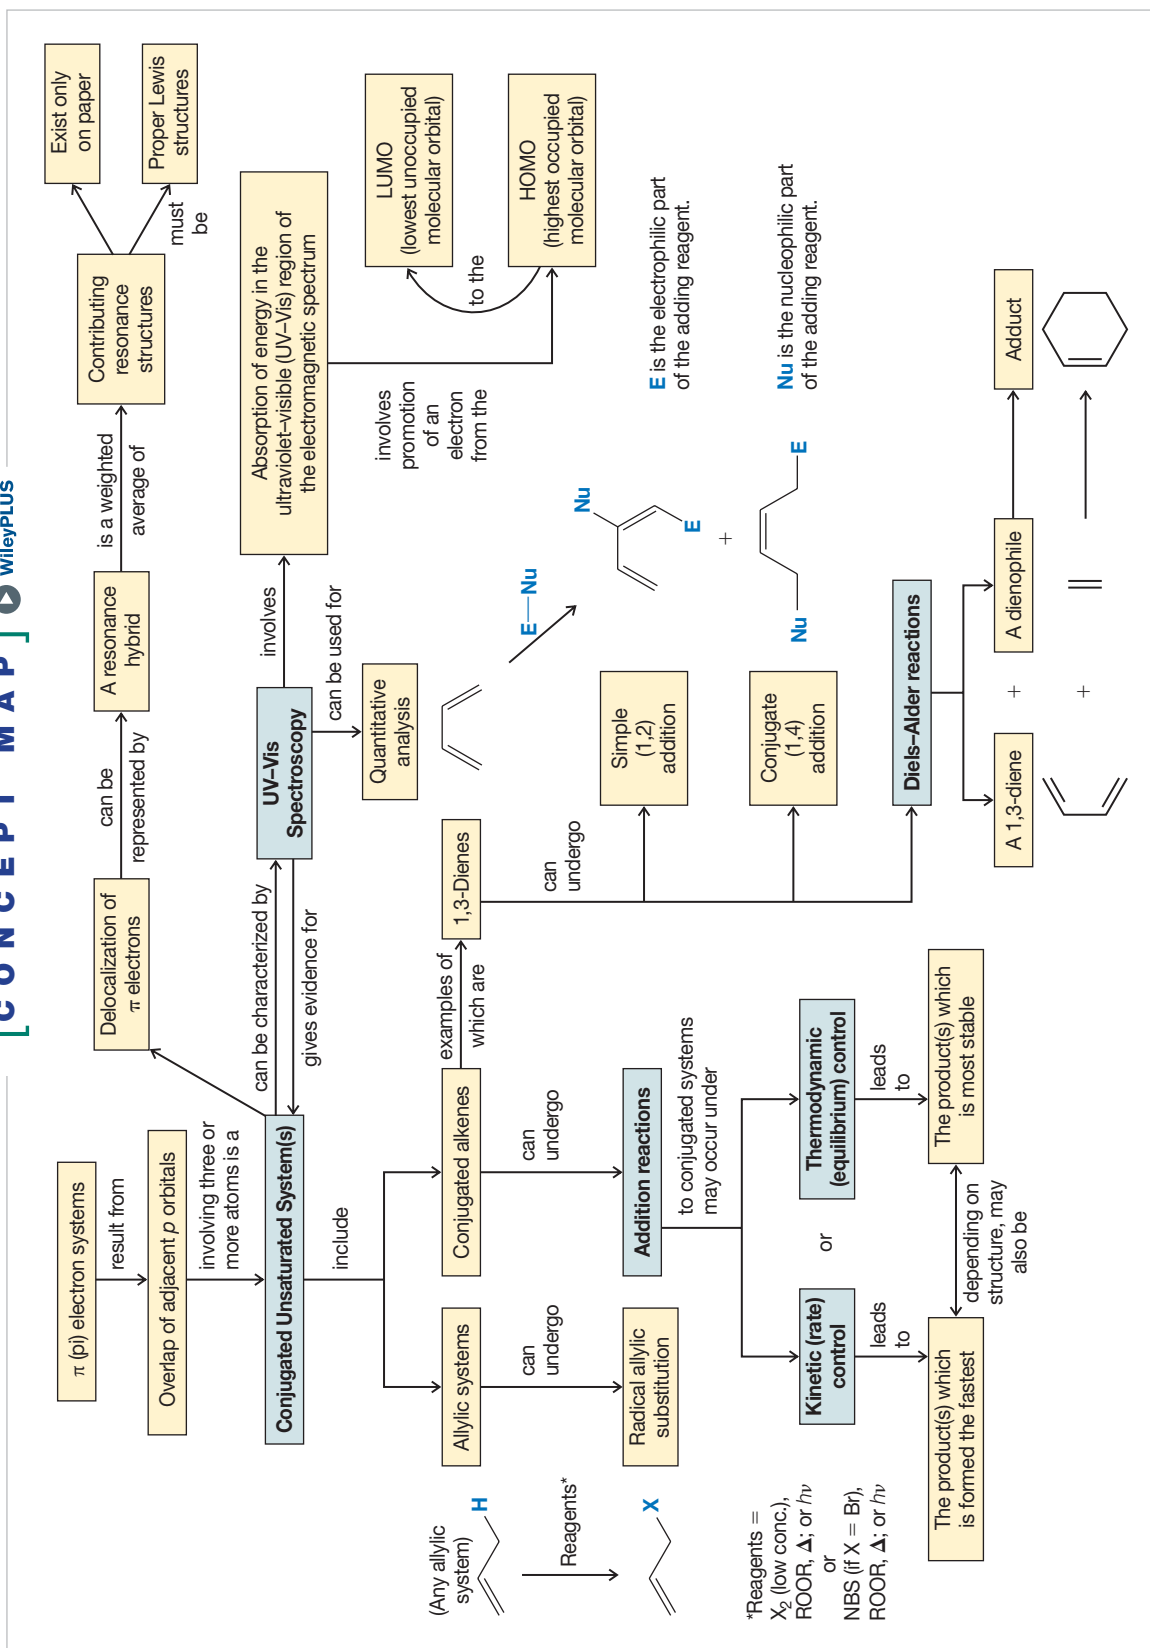 [CONCEPT MAP] WileyPLUS
π (pi) electron systems
result from
Overlap of adjacent p orbitals
involving three or
more atoms is a
Conjugated Unsaturated System(s)
include
Delocalization of
π electrons
can be
represented by
A resonance
hybrid
is a weighted
average of
Contributing
resonance
structures
Exist only
on paper
must
be
Proper Lewis
structures
can be characterized by
gives evidence for
UV–Vis
Spectroscopy
involves
can be used for
Quantitative
analysis
Absorption of energy in the
ultraviolet–visible (UV–Vis) region of
the electromagnetic spectrum
involves
promotion
of an
electron
from the
LUMO
(lowest unoccupied
molecular orbital)
to the
HOMO
(highest occupied
molecular orbital)
(Any allylic
system)
H
Reagents*
X
*Reagents =
X2 (low conc.),
ROOR, Δ; or hν
or
NBS (if X = Br),
ROOR, Δ; or hν
Allylic systems
can
undergo
Radical allylic
substitution
Conjugated alkenes
can
undergo
Addition reactions
to conjugated systems
may occur under
Kinetic (rate)
control
or
Thermodynamic
(equilibrium) control
leads
to
leads
to
The product(s) which
is formed the fastest
depending on
structure, may
also be
The product(s) which
is most stable
examples of
which are
1,3-Dienes
can
undergo
Simple
(1,2)
addition
Conjugate
(1,4)
addition
E—Nu
Nu
E
+
Nu
E
E is the electrophilic part
of the adding reagent.
Nu is the nucleophilic part
of the adding reagent.
Diels–Alder reactions
A 1,3-diene
+
A dienophile
Adduct
+